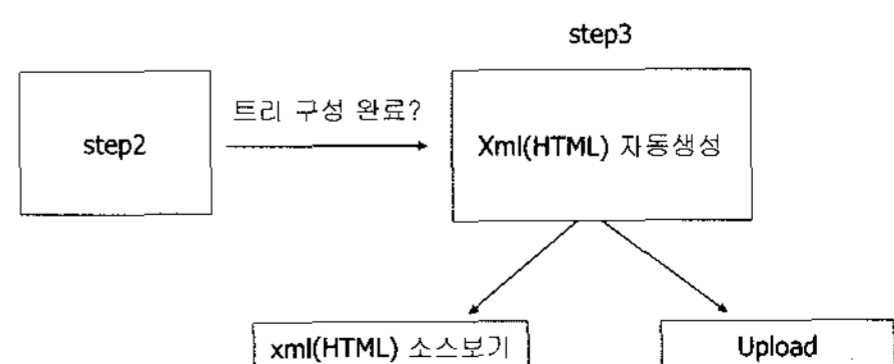 step3
트리 구성 완료?
step2
Xml(HTML) 자동생성
xml(HTML) 소스보기
Upload